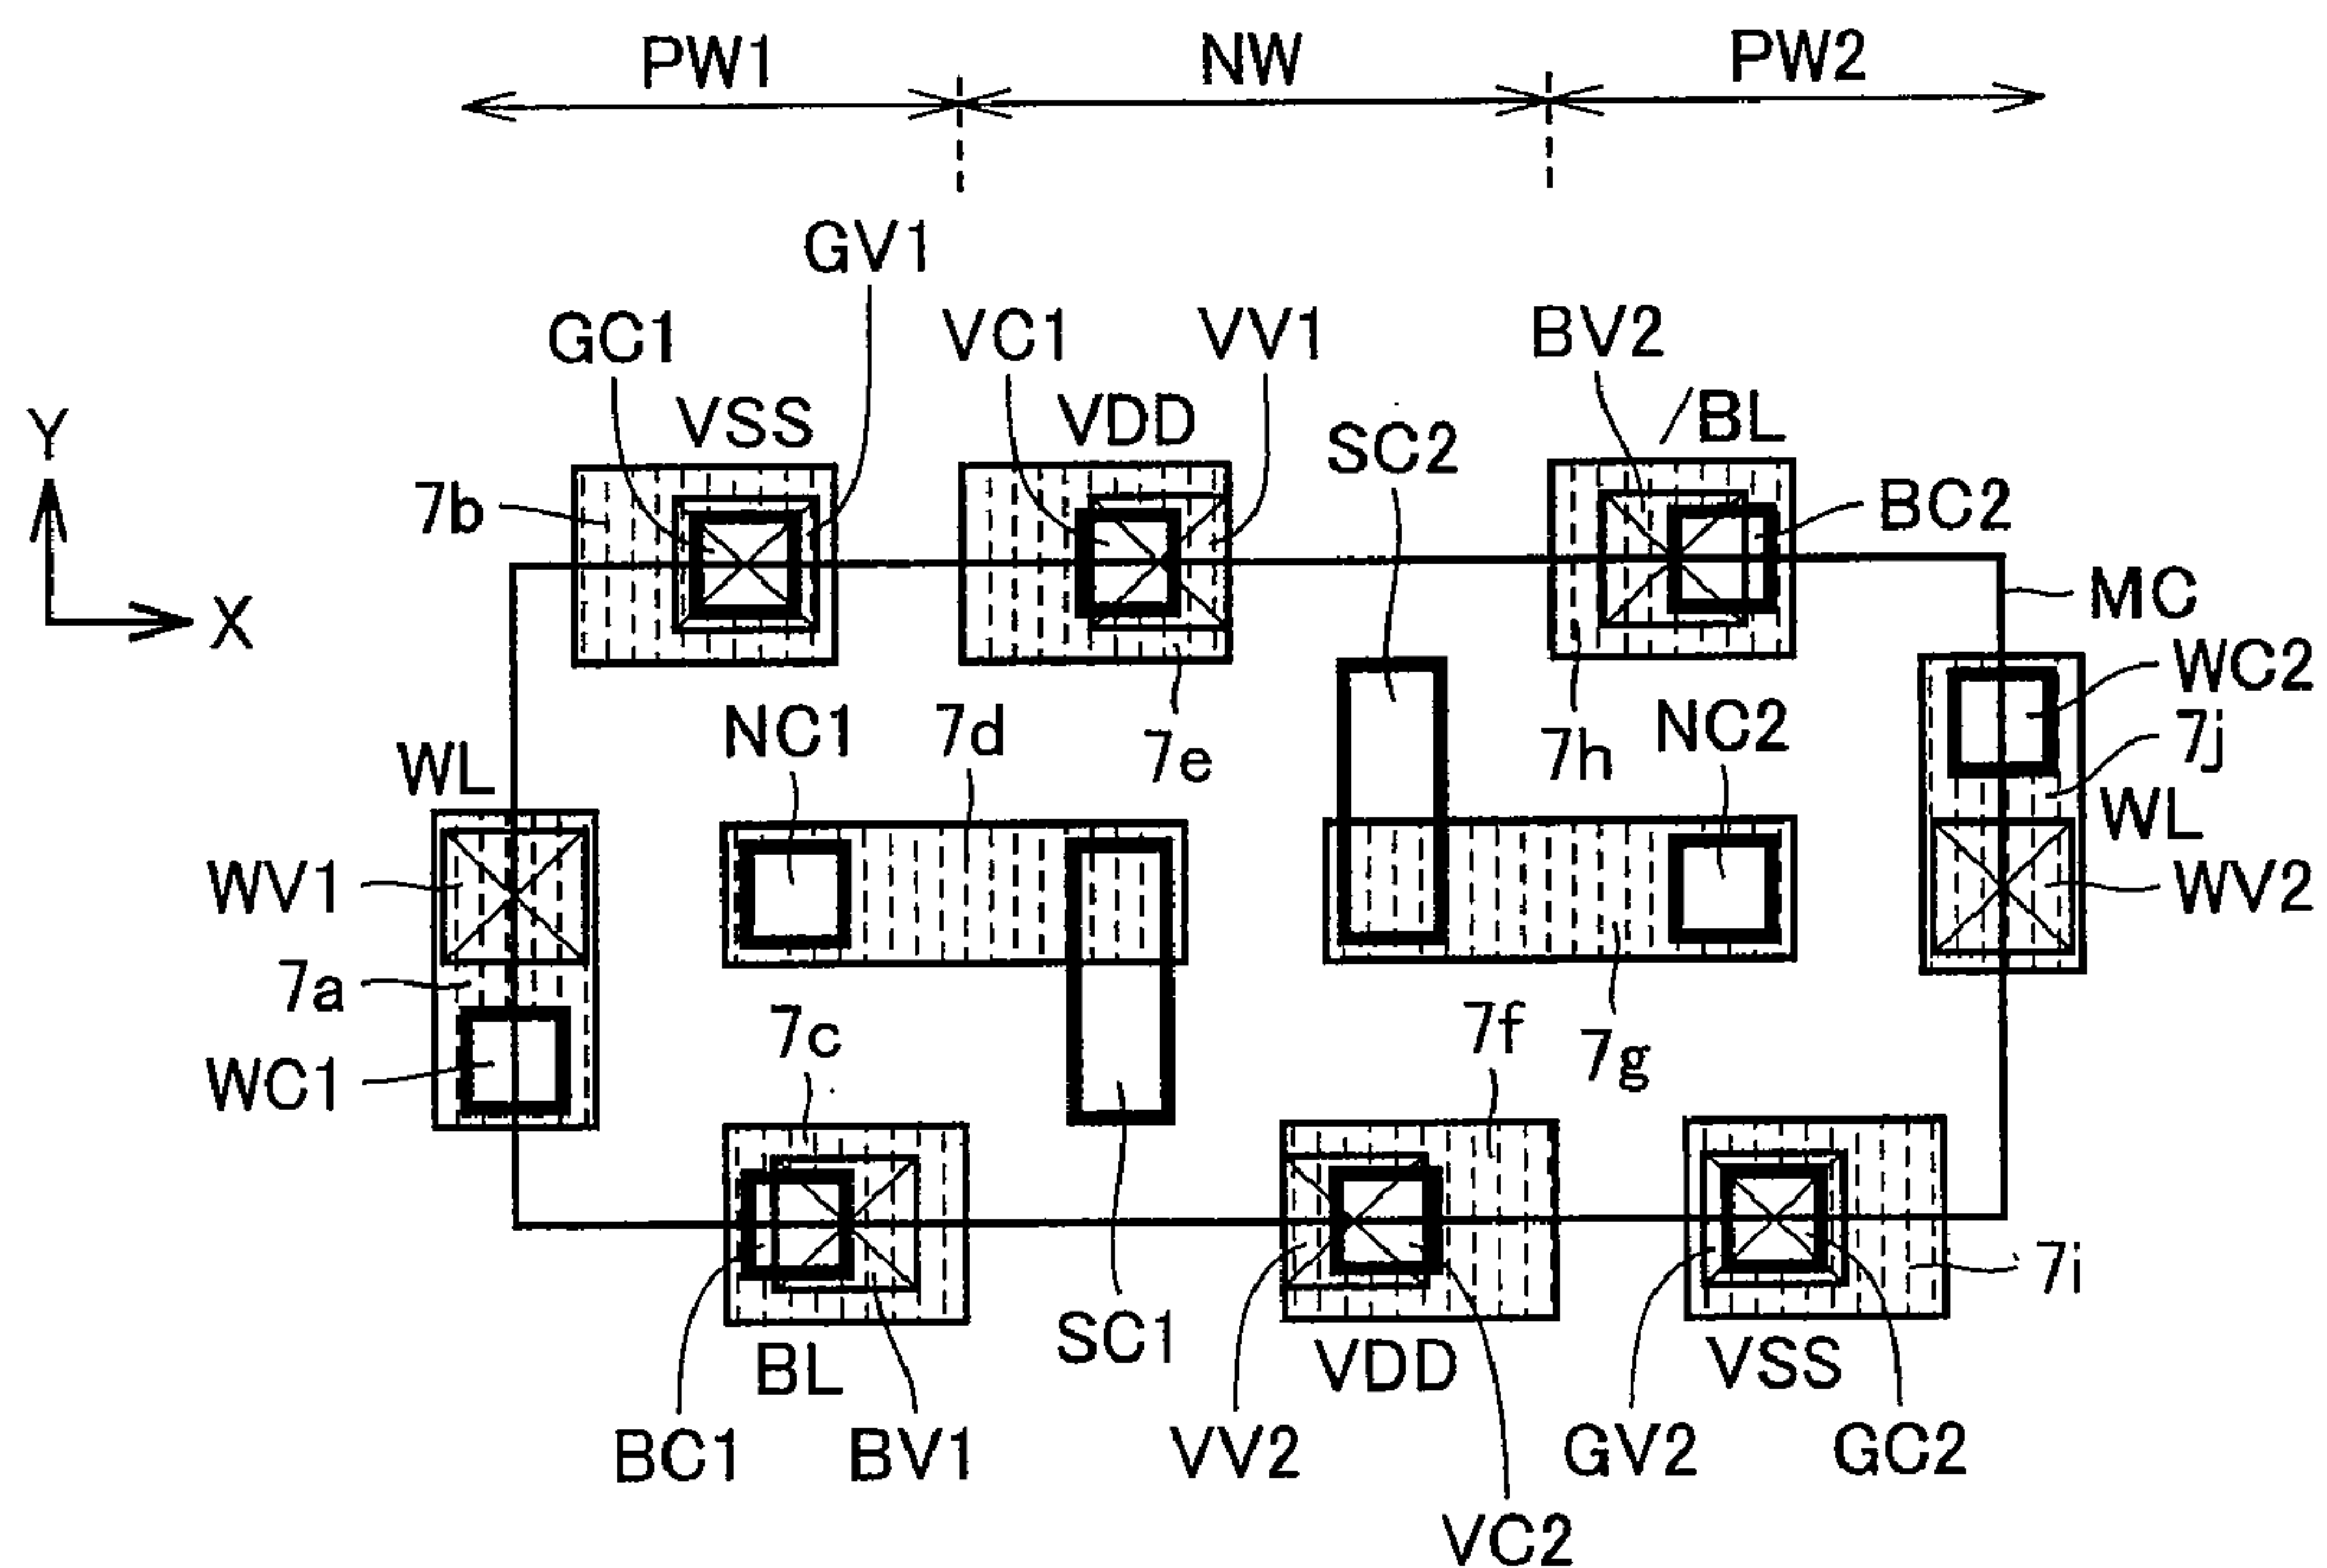 PW1 NW PW2
GV1
GC1 VC1 VV1 BV2
VSS VDD SC2 /BL
Y
7b BC2
X MC
WC2
NC1 7d 7e 7h NC2 7j
WL WL
WV1 WV2
7a
7c 7f 7g
WC1
7i
BL SC1 VDD VSS
BC1 BV1 VV2 GV2 GC2
VC2